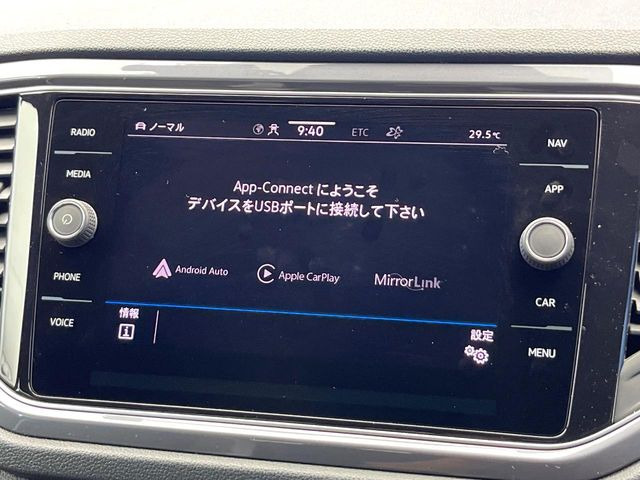 RADIO
MEDIA
PHONE
VOICE
ノーマル
9:40
ETC
29.5℃
App-Connect にようこそ
デバイスをUSBポートに接続して下さい
Android Auto
Apple CarPlay
MirrorLink
情報
設定
NAV
APP
CAR
MENU